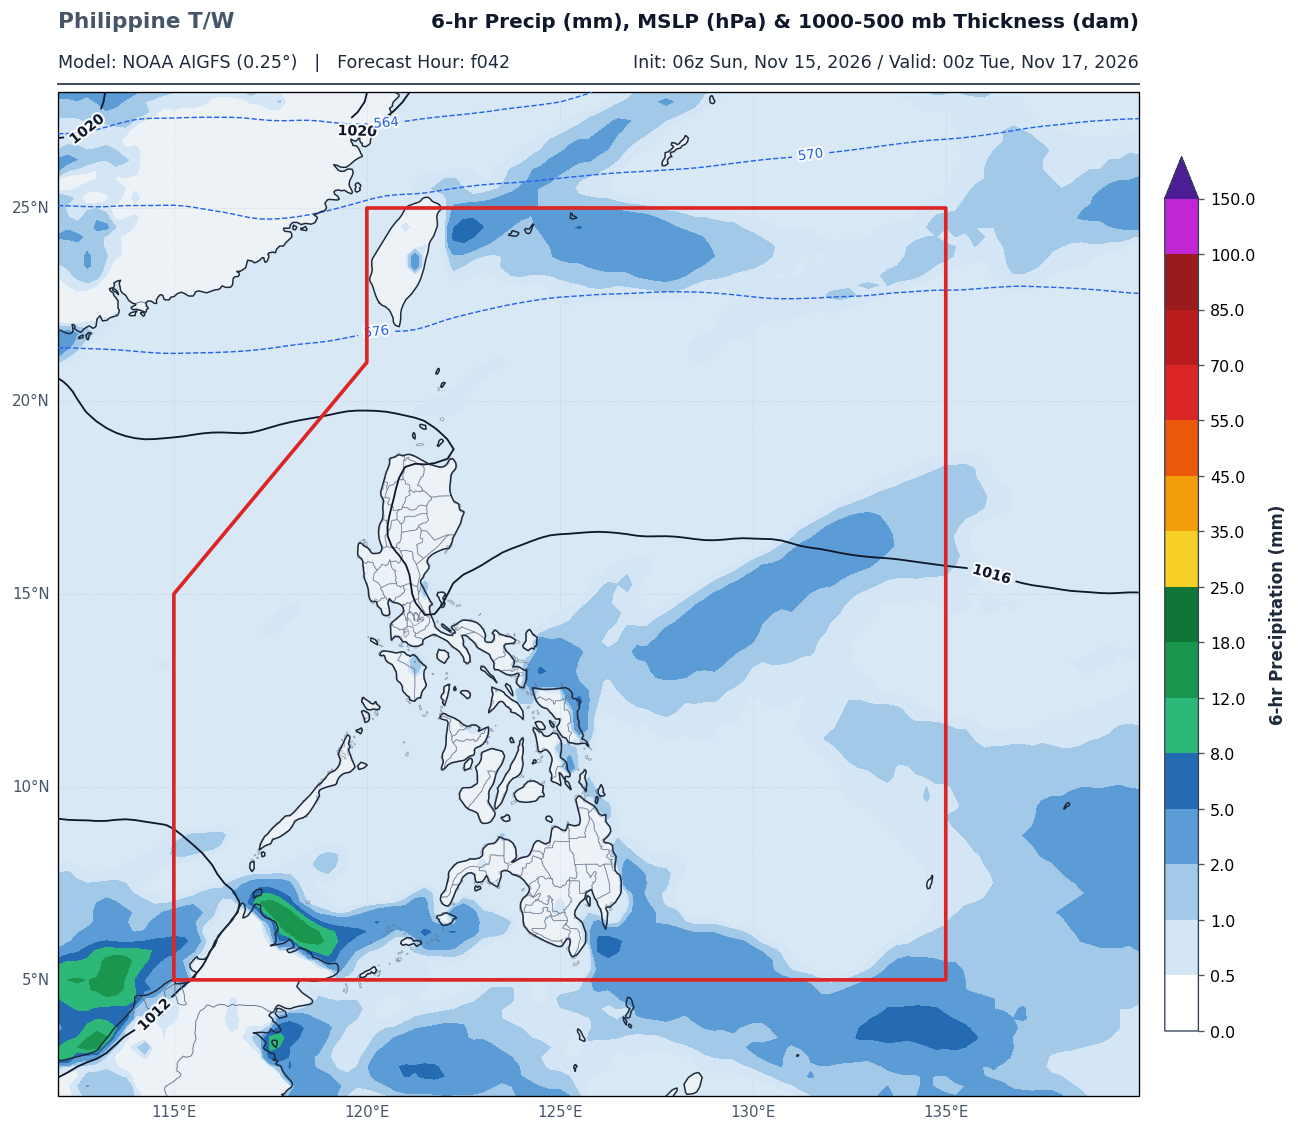 Philippine T/W
6-hr Precip (mm), MSLP (hPa) & 1000-500 mb Thickness (dam)
Model: NOAA AIGFS (0.25°) | Forecast Hour: f042
Init: 06z Sun, Nov 15, 2026 / Valid: 00z Tue, Nov 17, 2026
1020
1020
564
570
576
1016
1012
25°N
20°N
15°N
10°N
5°N
115°E
120°E
125°E
130°E
135°E
150.0
100.0
85.0
70.0
55.0
45.0
35.0
25.0
18.0
12.0
8.0
5.0
2.0
1.0
0.5
0.0
6-hr Precipitation (mm)